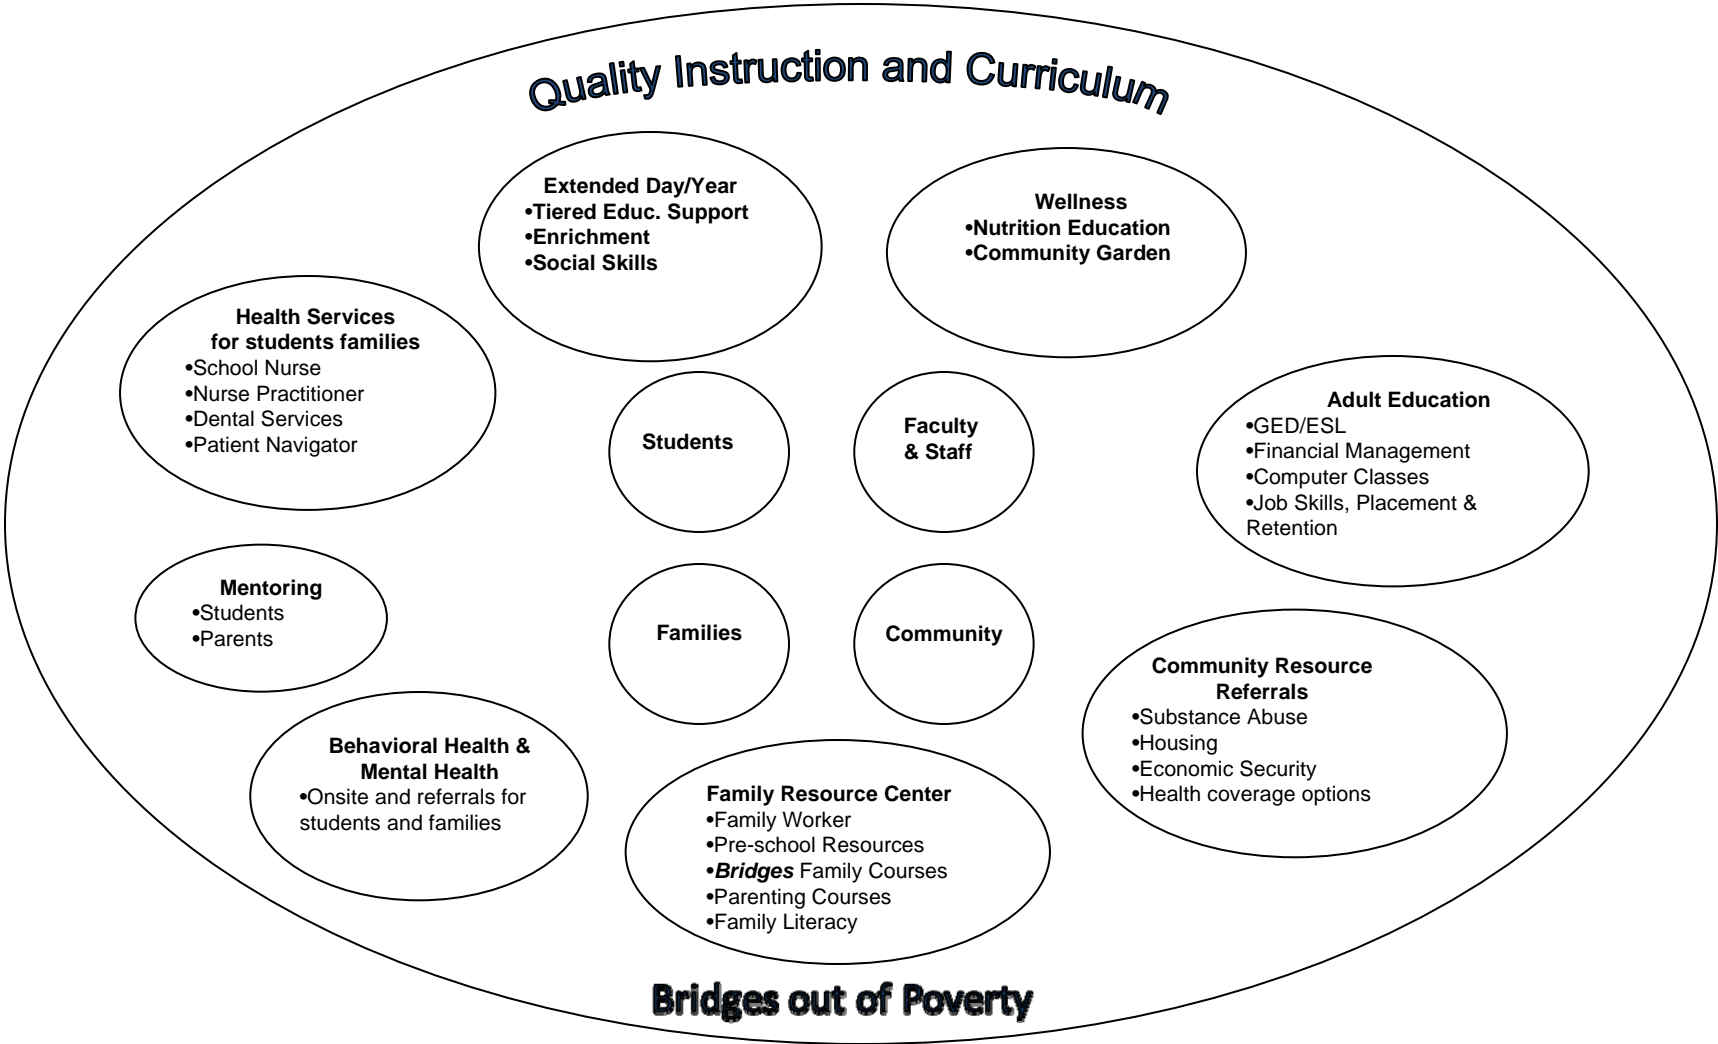 Quality Instruction and Curriculum
Extended Day/Year
•Tiered Educ. Support
•Enrichment
•Social Skills
Wellness
•Nutrition Education
•Community Garden
Health Services
for students families
•School Nurse
•Nurse Practitioner
•Dental Services
•Patient Navigator
Students
Faculty
& Staff
Adult Education
•GED/ESL
•Financial Management
•Computer Classes
•Job Skills, Placement &
Retention
Mentoring
•Students
•Parents
Families
Community
Community Resource
Referrals
•Substance Abuse
•Housing
•Economic Security
•Health coverage options
Behavioral Health &
Mental Health
•Onsite and referrals for
students and families
Family Resource Center
•Family Worker
•Pre-school Resources
•Bridges Family Courses
•Parenting Courses
•Family Literacy
Bridges out of Poverty